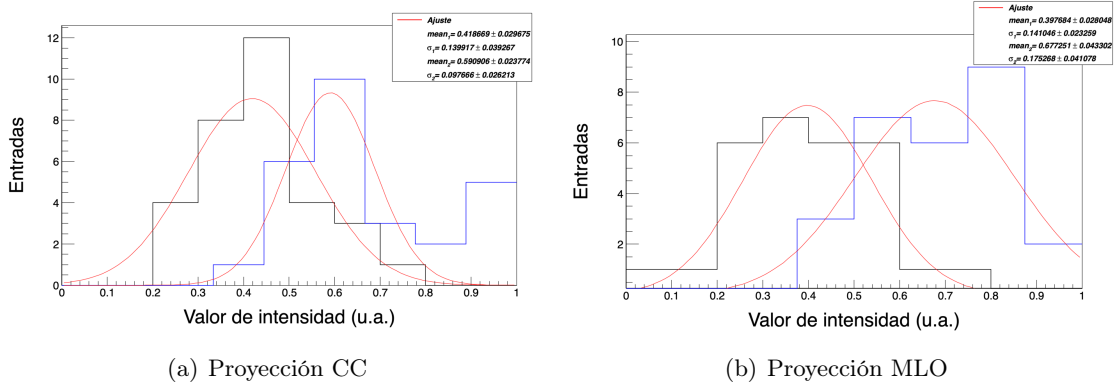 Ajuste
mean₁= 0.418669 ± 0.029675
σ₁= 0.139917 ± 0.039267
mean₂= 0.590906 ± 0.023774
σ₂= 0.097666 ± 0.026213
Entradas
12
10
8
6
4
2
0
0 0.1 0.2 0.3 0.4 0.5 0.6 0.7 0.8 0.9 1
Valor de intensidad (u.a.)
(a) Proyección CC
Ajuste
mean₁= 0.397684 ± 0.028048
σ₁= 0.141046 ± 0.023259
mean₂= 0.677251 ± 0.043302
σ₂= 0.175268 ± 0.041078
Entradas
10
8
6
4
2
0 0.1 0.2 0.3 0.4 0.5 0.6 0.7 0.8 0.9 1
Valor de intensidad (u.a.)
(b) Proyección MLO